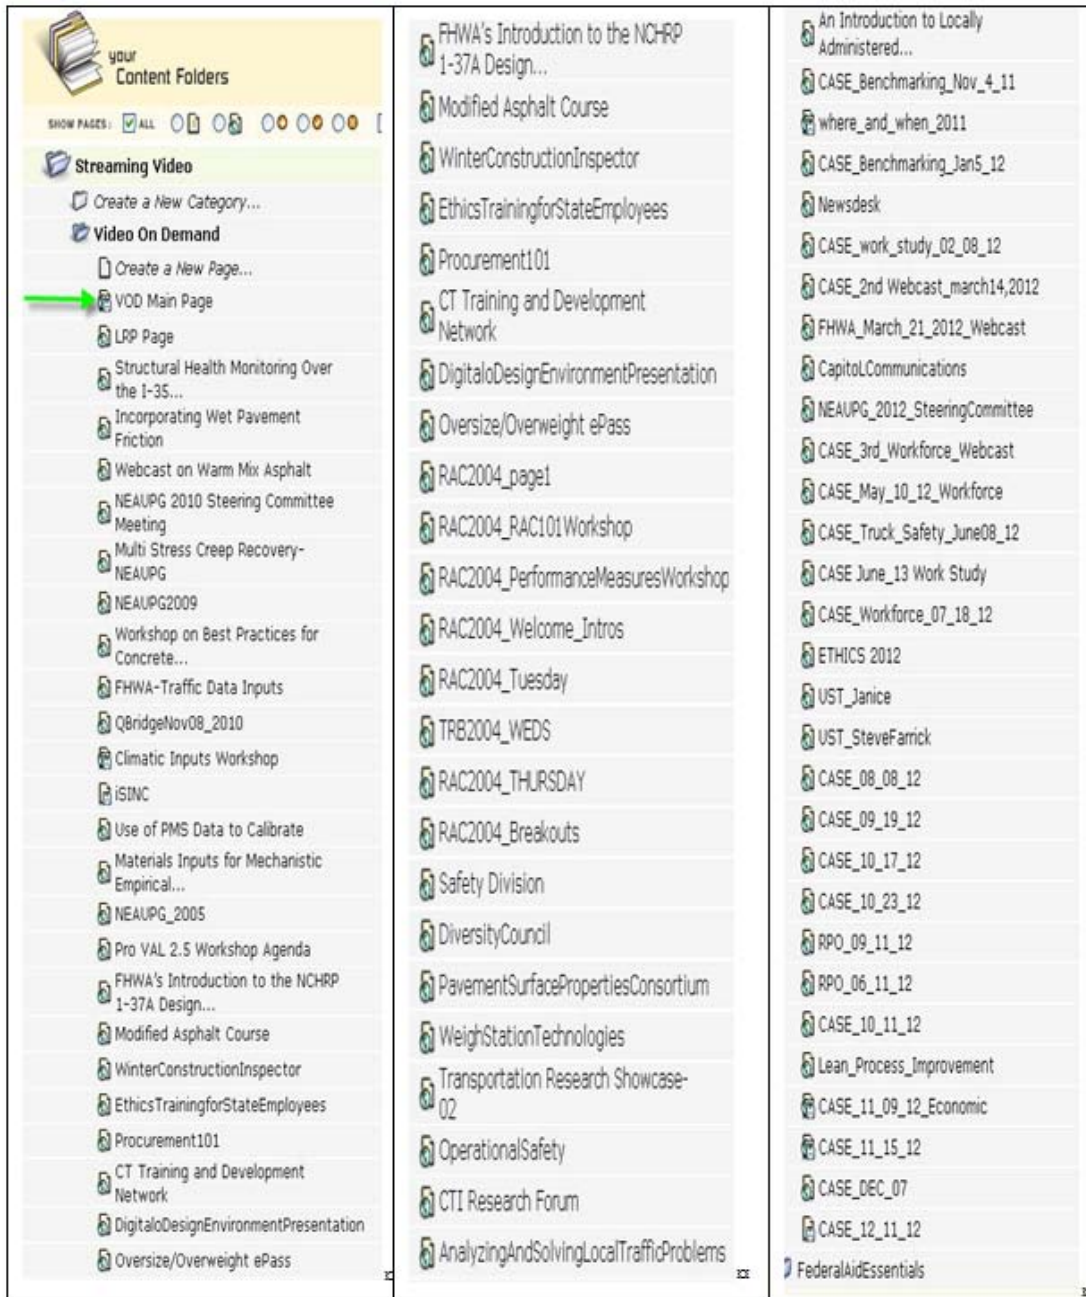 your
Content Folders
SHOW PAGES: ALL
Streaming Video
Create a New Category...
Video On Demand
Create a New Page...
VOD Main Page
LRP Page
Structural Health Monitoring Over
the I-35...
Incorporating Wet Pavement
Friction
Webcast on Warm Mix Asphalt
NEAUPG 2010 Steering Committee
Meeting
Multi Stress Creep Recovery-
NEAUPG
NEAUPG2009
Workshop on Best Practices for
Concrete...
FHWA-Traffic Data Inputs
QBridgeNov08_2010
Climatic Inputs Workshop
iSINC
Use of PMS Data to Calibrate
Materials Inputs for Mechanistic
Empirical...
NEAUPG_2005
Pro VAL 2.5 Workshop Agenda
FHWA's Introduction to the NCHRP
1-37A Design...
Modified Asphalt Course
WinterConstructionInspector
EthicsTrainingforStateEmployees
Procurement101
CT Training and Development
Network
DigitaloDesignEnvironmentPresentation
Oversize/Overweight ePass
FHWA's Introduction to the NCHRP
1-37A Design...
Modified Asphalt Course
WinterConstructionInspector
EthicsTrainingforStateEmployees
Procurement101
CT Training and Development
Network
DigitaloDesignEnvironmentPresentation
Oversize/Overweight ePass
RAC2004_page1
RAC2004_RAC101Workshop
RAC2004_PerformanceMeasuresWorkshop
RAC2004_Welcome_Intros
RAC2004_Tuesday
TRB2004_WEDS
RAC2004_THURSDAY
RAC2004_Breakouts
Safety Division
DiversityCouncil
PavementSurfacePropertiesConsortium
WeighStationTechnologies
Transportation Research Showcase-
02
OperationalSafety
CTI Research Forum
AnalyzingAndSolvingLocalTrafficProblems
An Introduction to Locally
Administered...
CASE_Benchmarking_Nov_4_11
where_and_when_2011
CASE_Benchmarking_Jan5_12
Newsdesk
CASE_work_study_02_08_12
CASE_2nd Webcast_march14,2012
FHWA_March_21_2012_Webcast
CapitoLCommunications
NEAUPG_2012_SteeringCommittee
CASE_3rd_Workforce_Webcast
CASE_May_10_12_Workforce
CASE_Truck_Safety_June08_12
CASE June_13 Work Study
CASE_Workforce_07_18_12
ETHICS 2012
UST_Janice
UST_SteveFarrick
CASE_08_08_12
CASE_09_19_12
CASE_10_17_12
CASE_10_23_12
RPO_09_11_12
RPO_06_11_12
CASE_10_11_12
Lean_Process_Improvement
CASE_11_09_12_Economic
CASE_11_15_12
CASE_DEC_07
CASE_12_11_12
FederalAidEssentials